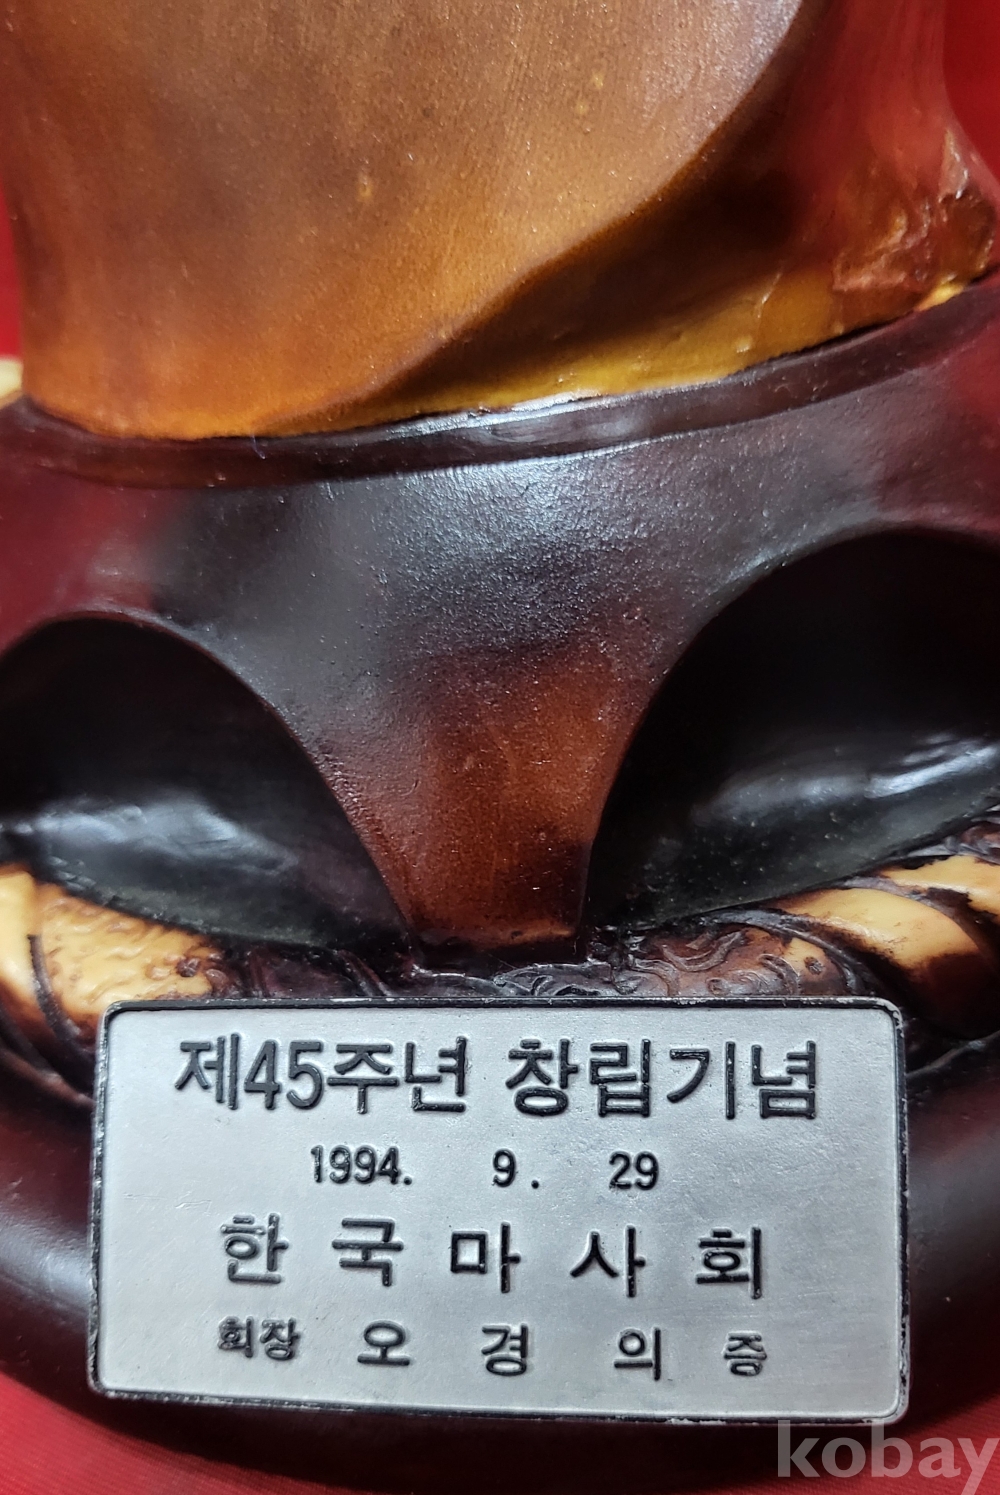 제45주년 창립기념
1994. 9. 29
한국마사회
회장 오경의 증
kobay